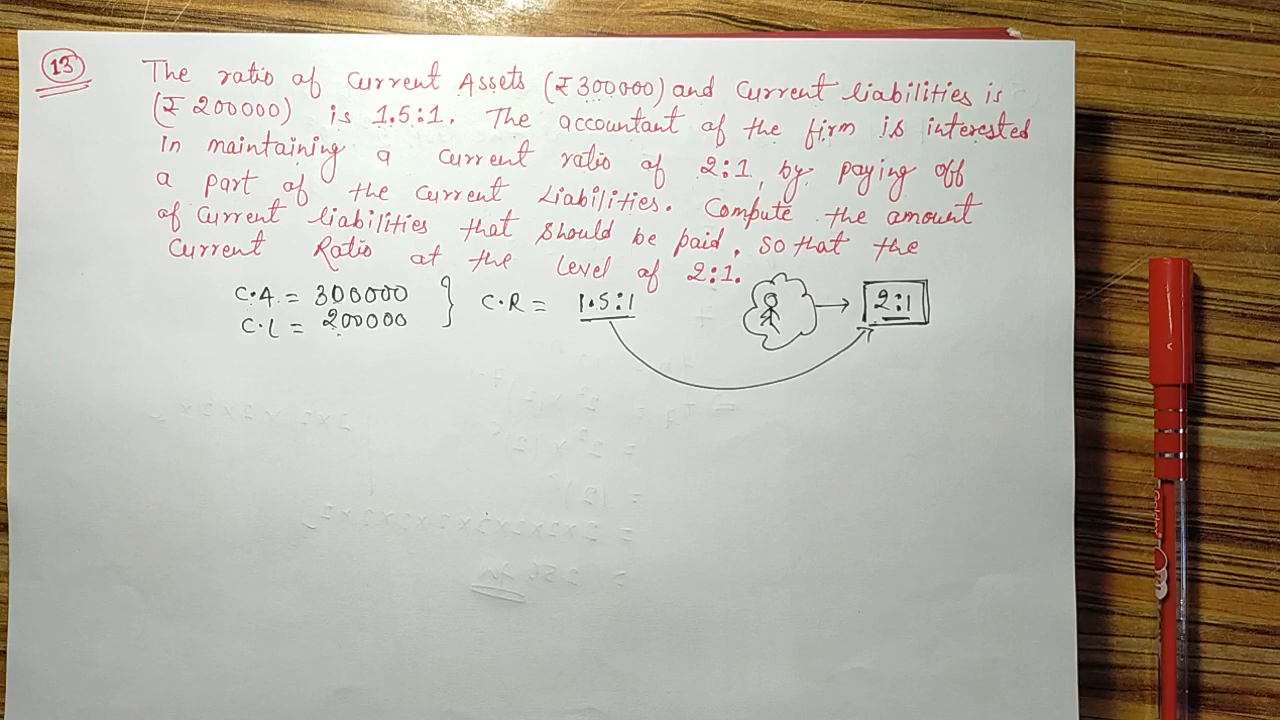 13
The ratio of Current Assets (₹ 300000) and Current liabilities is
(₹ 200000) is 1.5:1. The accountant of the firm is interested
in maintaining a current ratio of 2:1, by paying off
a part of the current Liabilities. Compute the amount
of Current liabilities that should be paid, so that the
Current Ratio at the level of 2:1.
C.A. = 300000
C.L = 200000
} C.R = 1.5:1
2:1